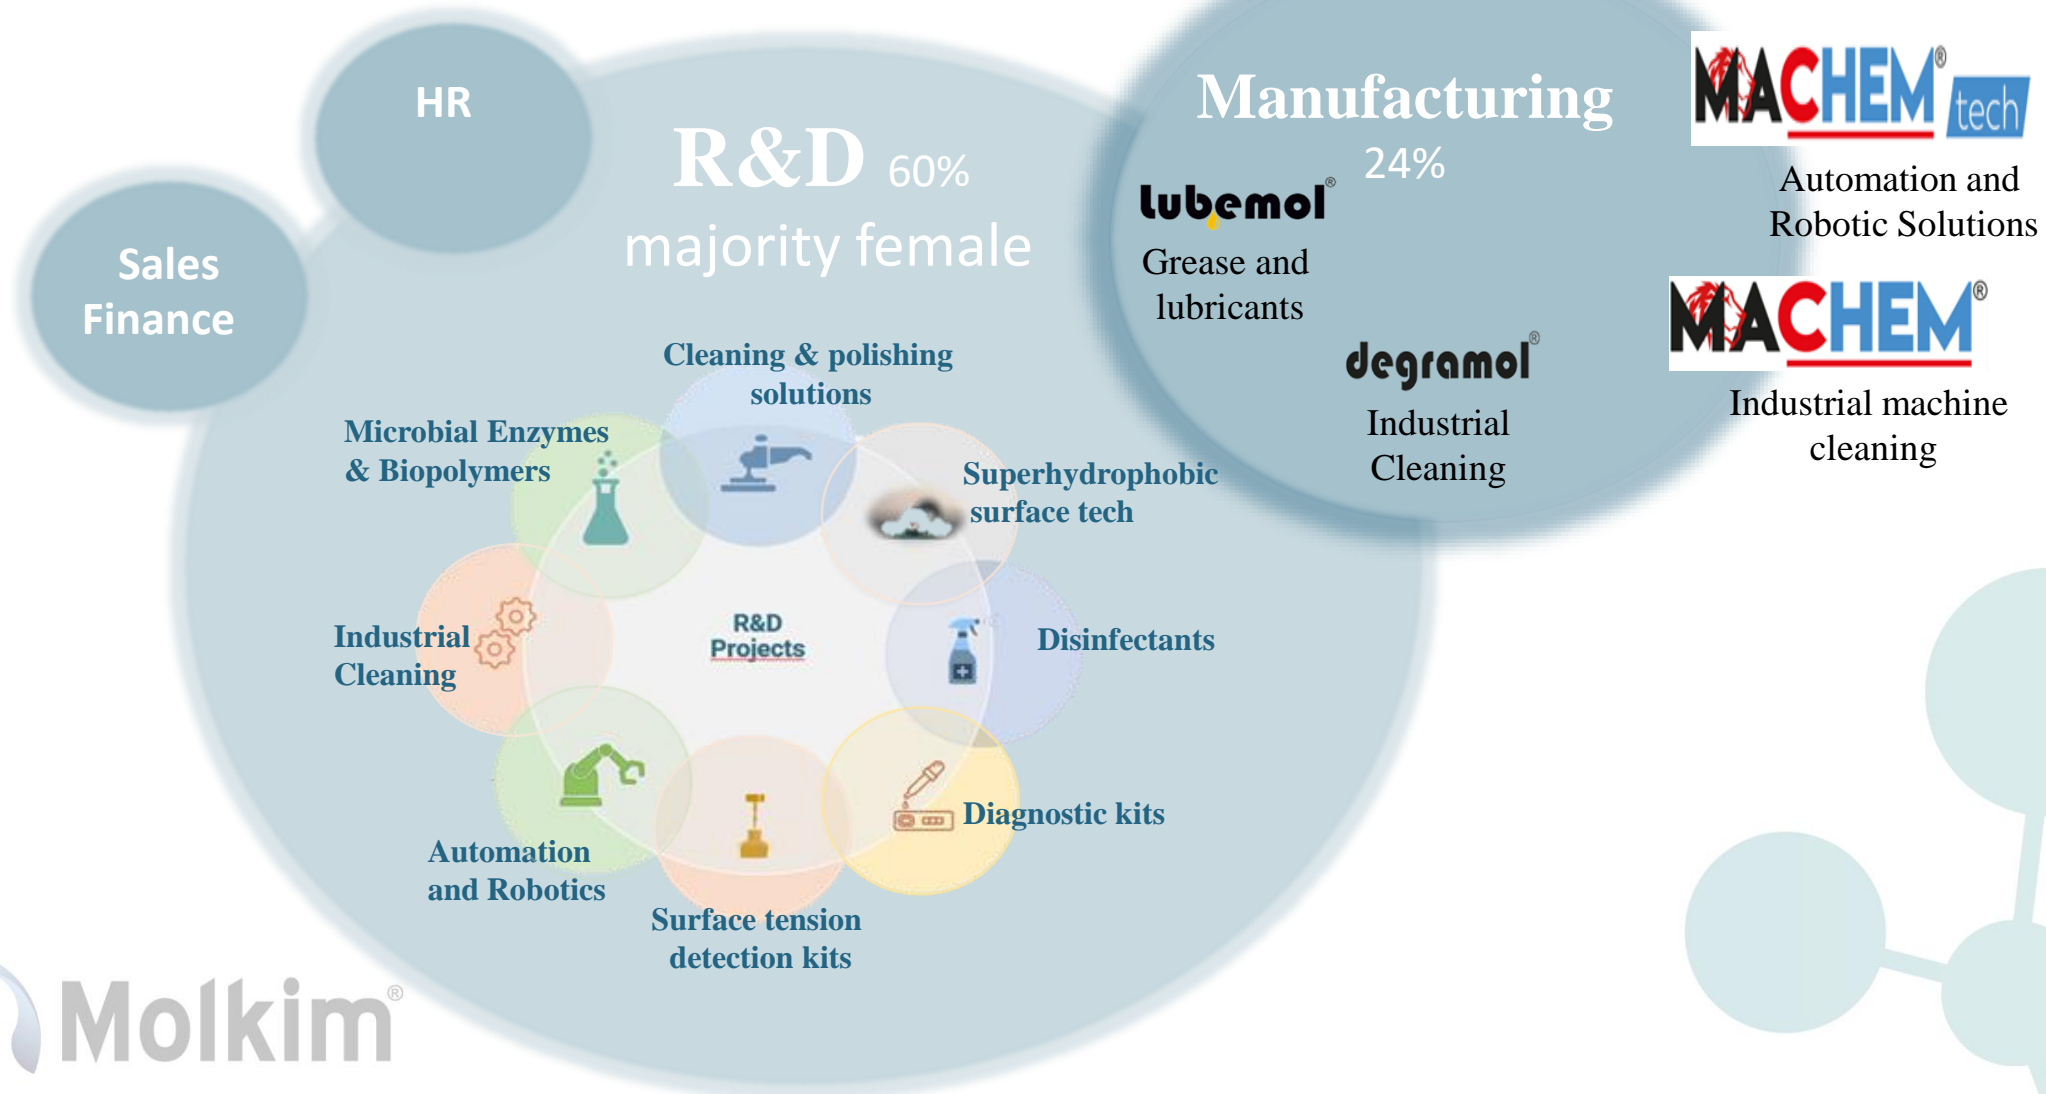 HR
Sales
Finance
R&D 60%
majority female
Manufacturing
24%
Lubemol®
Grease and
lubricants
degramol®
Industrial
Cleaning
MACHEM® tech
Automation and
Robotic Solutions
MACHEM®
Industrial machine
cleaning
Cleaning & polishing
solutions
Microbial Enzymes
& Biopolymers
Superhydrophobic
surface tech
Industrial
Cleaning
R&D
Projects
Disinfectants
Diagnostic kits
Automation
and Robotics
Surface tension
detection kits
Molkim®